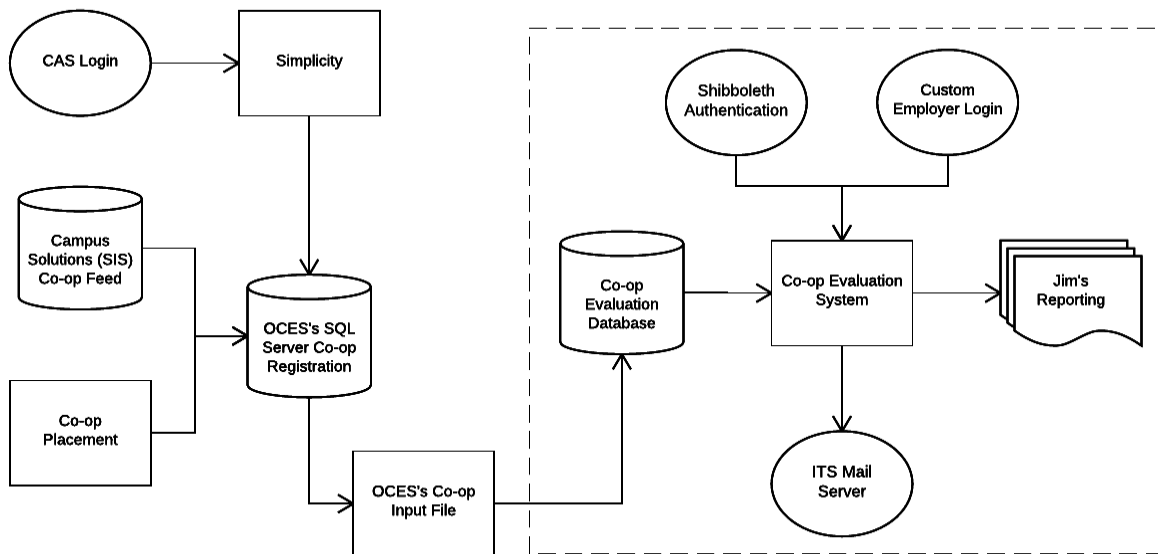 CAS Login
Simplicity
Shibboleth
Authentication
Custom
Employer Login
Campus
Solutions (SIS)
Co-op Feed
Co-op
Evaluation
Database
Co-op Evaluation
System
Jim's
Reporting
OCES's SQL
Server Co-op
Registration
Co-op
Placement
OCES's Co-op
Input File
ITS Mail
Server